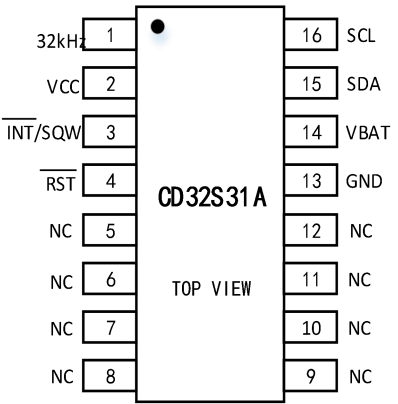 32kHz 1 16 SCL
VCC 2 15 SDA
INT/SQW 3 14 VBAT
RST 4 13 GND
CD32S31A
NC 5 12 NC
NC 6 11 NC
TOP VIEW
NC 7 10 NC
NC 8 9 NC